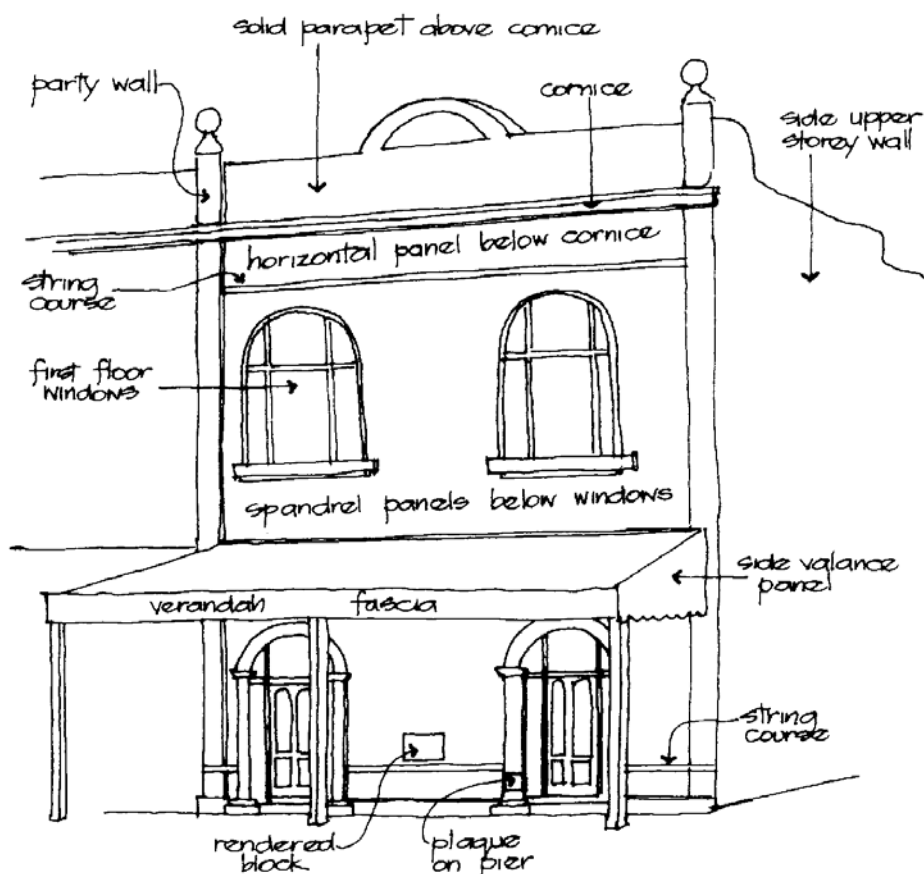 solid parapet above cornice
party wall
cornice
side upper
storey wall
horizontal panel below cornice
string
course
first floor
windows
spandrel panels below windows
side valance
panel
verandah fascia
string
course
rendered
block
plaque
on pier